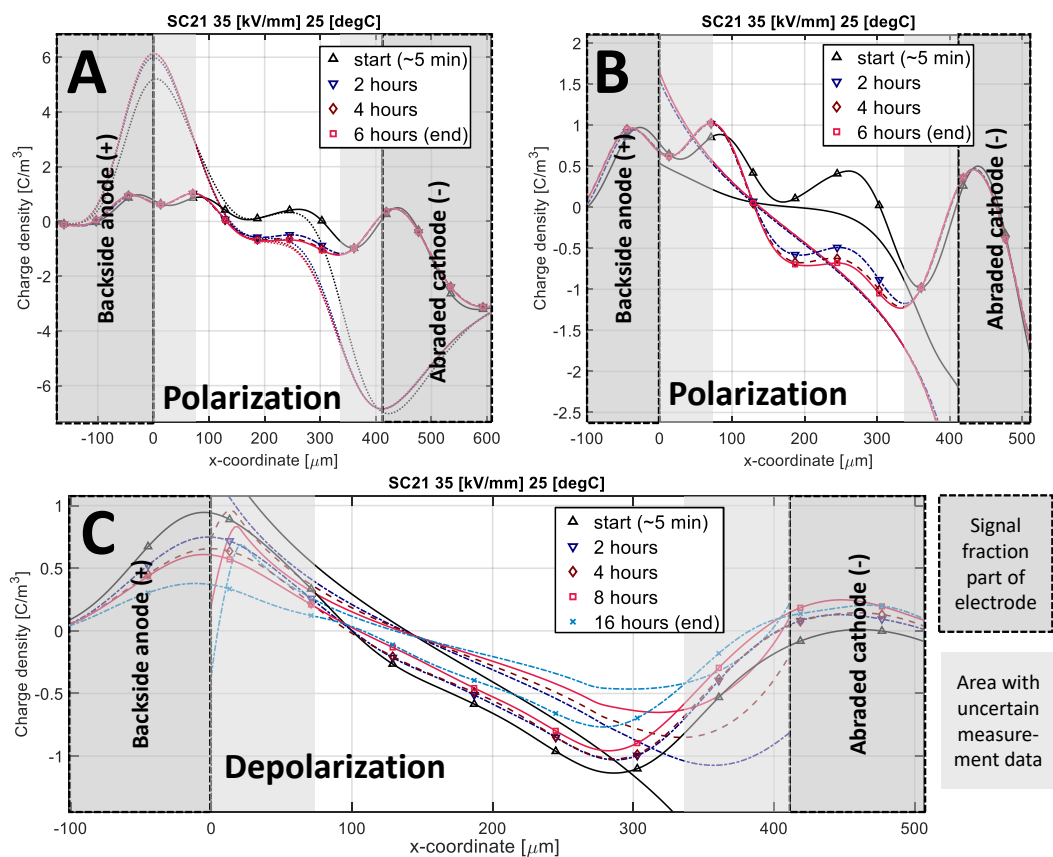 SC21 35 [kV/mm] 25 [degC]
A
start (~5 min)
2 hours
4 hours
6 hours (end)
Backside anode (+)
Abraded cathode (-)
Polarization
Charge density [C/m³]
6
4
2
0
-2
-4
-6
-100
0
100
200
300
400
500
600
x-coordinate [μm]
SC21 35 [kV/mm] 25 [degC]
B
start (~5 min)
2 hours
4 hours
6 hours (end)
Backside anode (+)
Abraded cathode (-)
Polarization
Charge density [C/m³]
2
1.5
1
0.5
0
-0.5
-1
-1.5
-2
-2.5
-100
0
100
200
300
400
500
x-coordinate [μm]
SC21 35 [kV/mm] 25 [degC]
C
start (~5 min)
2 hours
4 hours
8 hours
16 hours (end)
Backside anode (+)
Abraded cathode (-)
Depolarization
Charge density [C/m³]
1
0.5
0
-0.5
-1
-100
0
100
200
300
400
500
x-coordinate [μm]
Signal
fraction
part of
electrode
Area with
uncertain
measure-
ment data